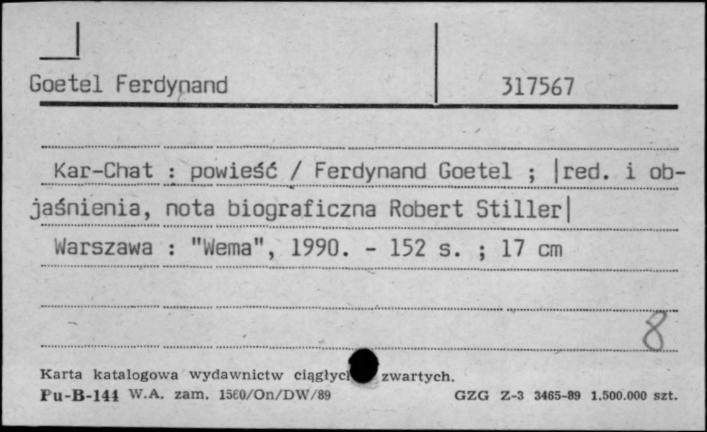 Goetel Ferdynand 317567
Kar-Chat : powieść / Ferdynand Goetel ; |red. i ob-
jaśnienia, nota biograficzna Robert Stiller|
Warszawa : "Wema", 1990. - 152 s. ; 17 cm
8
Karta katalogowa wydawnictw zwartych.
Pu-B-144 W.A. zam. 1560/On/DW/89 GZG Z-3 3465-89 1.500.000 szt.